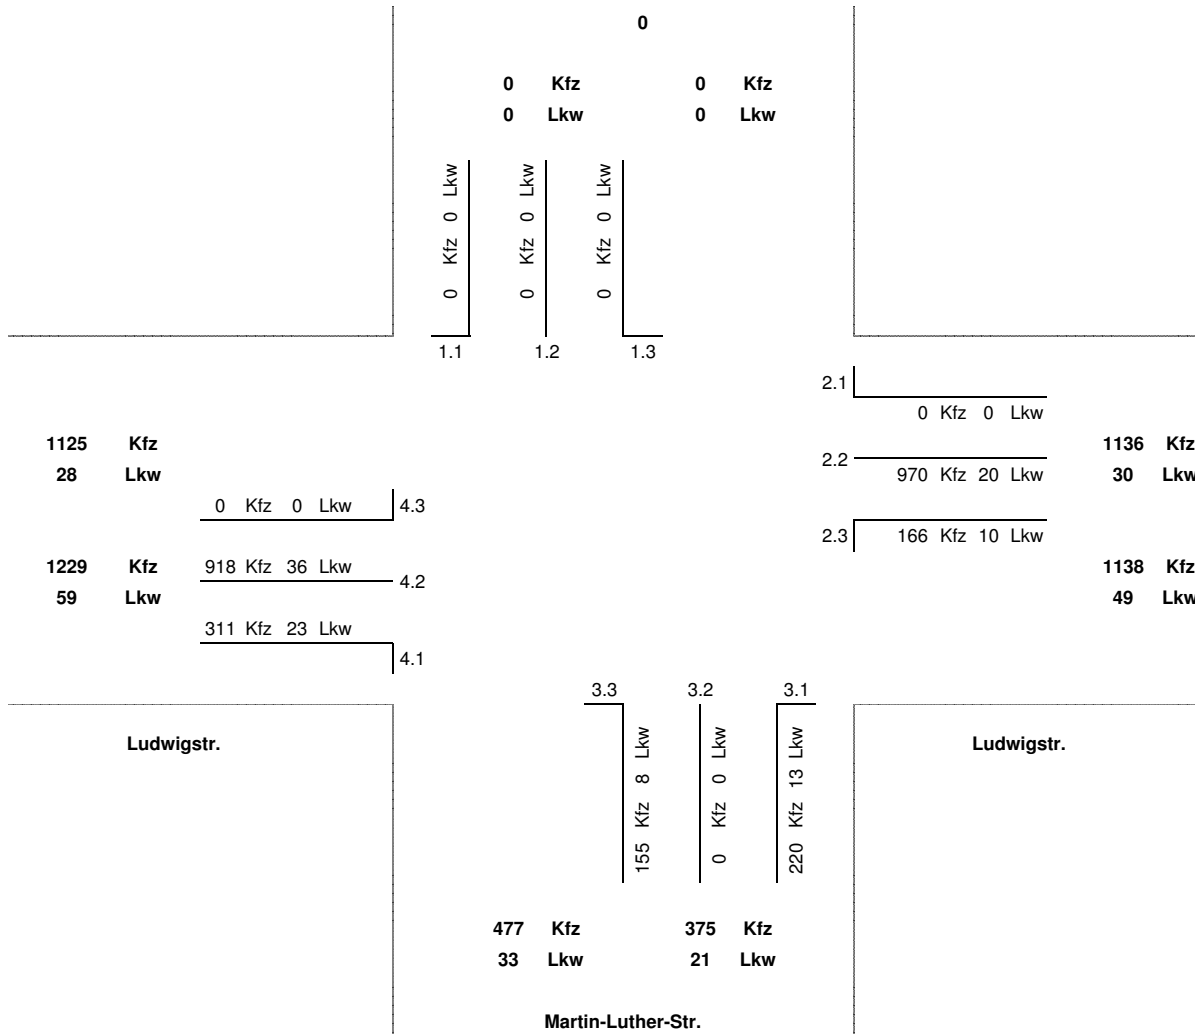 0
0 Kfz 0 Kfz
0 Lkw 0 Lkw
0 Kfz 0 Lkw
0 Kfz 0 Lkw
0 Kfz 0 Lkw
1.1 1.2 1.3
2.1
0 Kfz 0 Lkw
1125 Kfz
28 Lkw
2.2
970 Kfz 20 Lkw
1136 Kfz
30 Lkw
0 Kfz 0 Lkw 4.3
2.3
166 Kfz 10 Lkw
1229 Kfz
59 Lkw
918 Kfz 36 Lkw 4.2
1138 Kfz
49 Lkw
311 Kfz 23 Lkw
4.1
3.3 3.2 3.1
Ludwigstr. Ludwigstr.
155 Kfz 8 Lkw
0 Kfz 0 Lkw
220 Kfz 13 Lkw
477 Kfz 375 Kfz
33 Lkw 21 Lkw
Martin-Luther-Str.